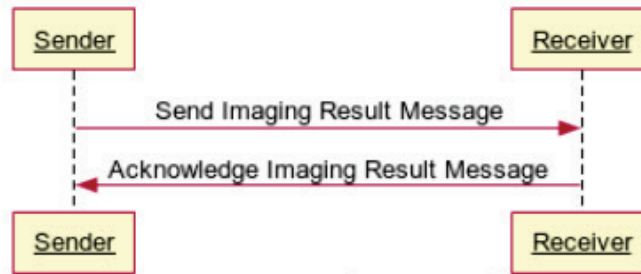 Sender
Receiver
Send Imaging Result Message
Acknowledge Imaging Result Message
Sender
Receiver